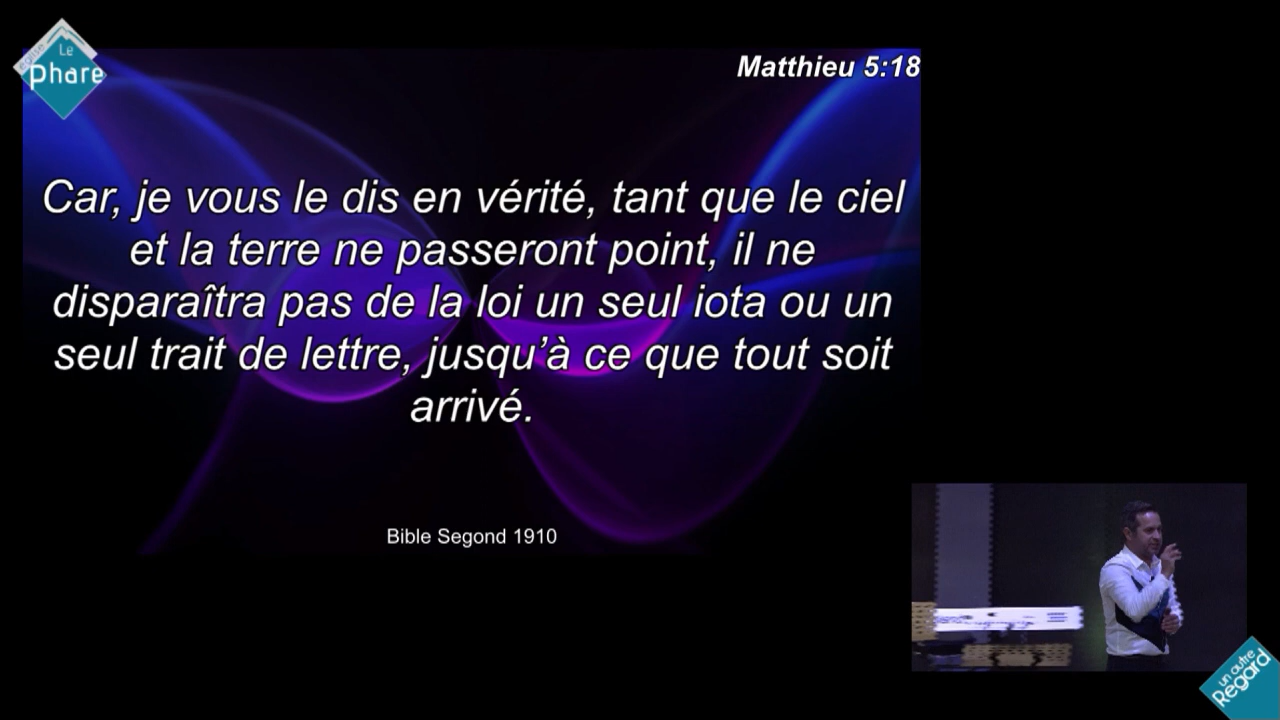 église
Le
phare
Matthieu 5:18
Car, je vous le dis en vérité, tant que le ciel
et la terre ne passeront point, il ne
disparaîtra pas de la loi un seul iota ou un
seul trait de lettre, jusqu’à ce que tout soit
arrivé.
Bible Segond 1910
un autre
Regard